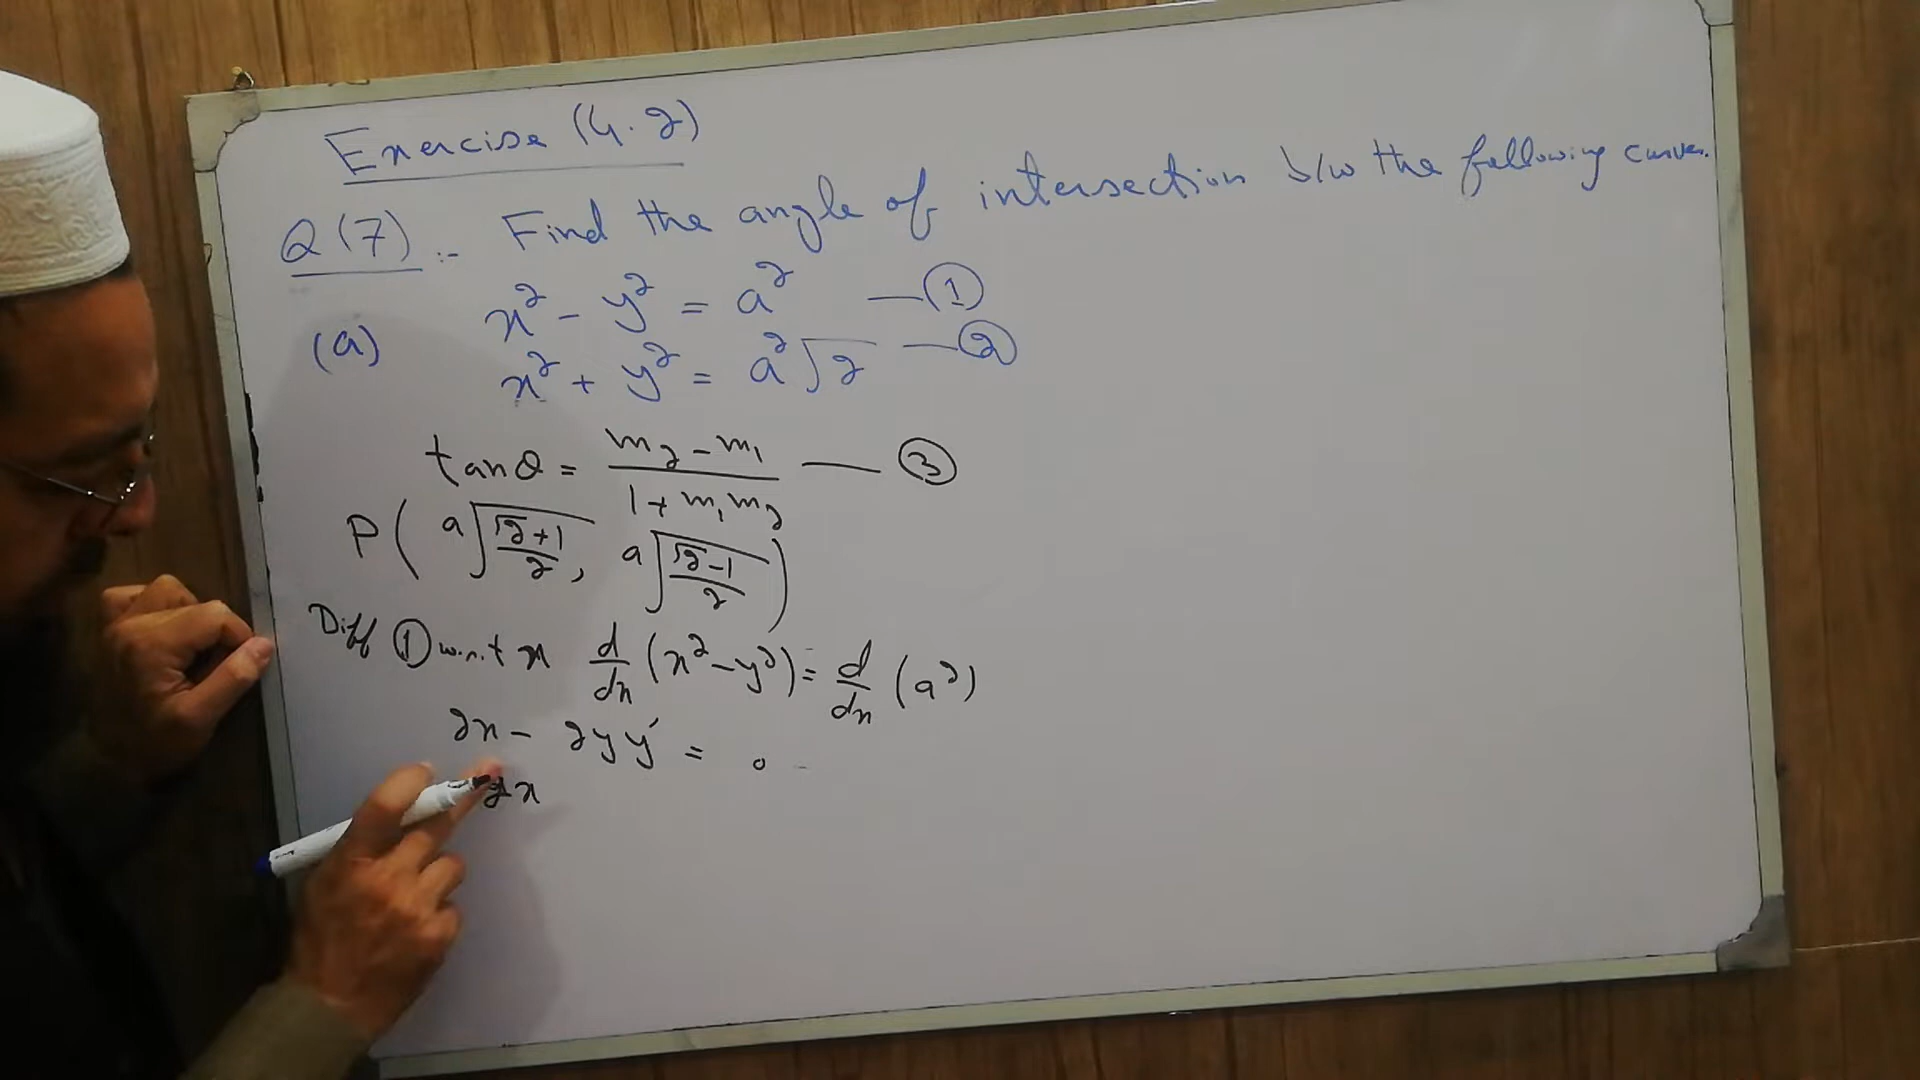 Exercise (4.2)
Q(7) :- Find the angle of intersection b/w the following curves.
(a) x² - y² = a² —①
x² + y² = a²√2 —②
tanθ = (m₂ - m₁)/(1 + m₁m₂) —③
P(a√((√2+1)/2), a√((√2-1)/2))
Diff ① w.r.t x d/dx (x² - y²) = d/dx (a²)
2x - 2yy' = 0
2x